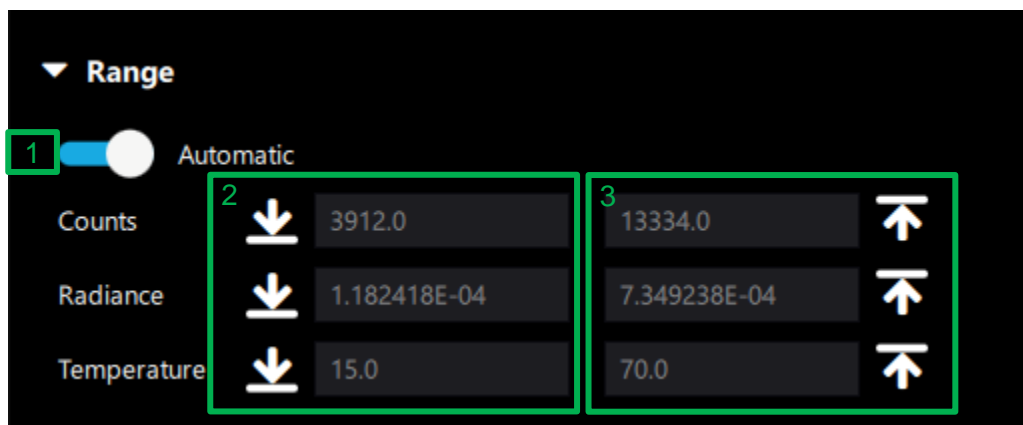 Range
1 Automatic
2 3
Counts 3912.0 13334.0
Radiance 1.182418E-04 7.349238E-04
Temperature 15.0 70.0